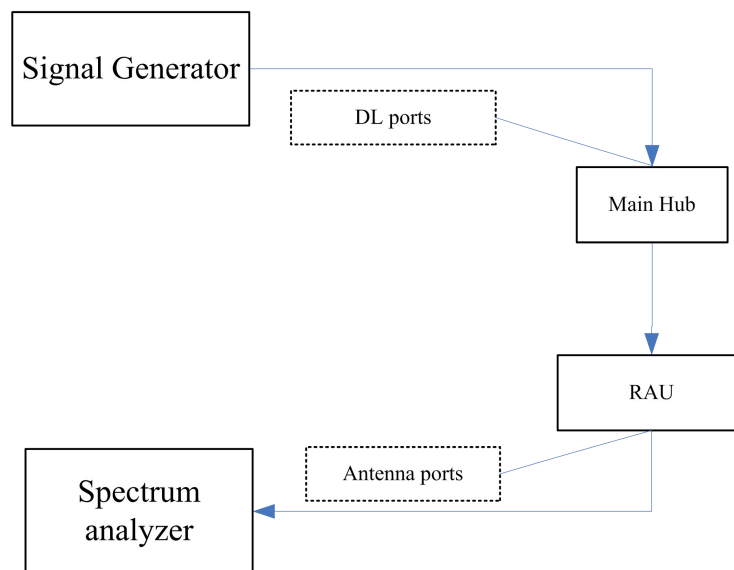 Signal Generator
DL ports
Main Hub
RAU
Antenna ports
Spectrum
analyzer